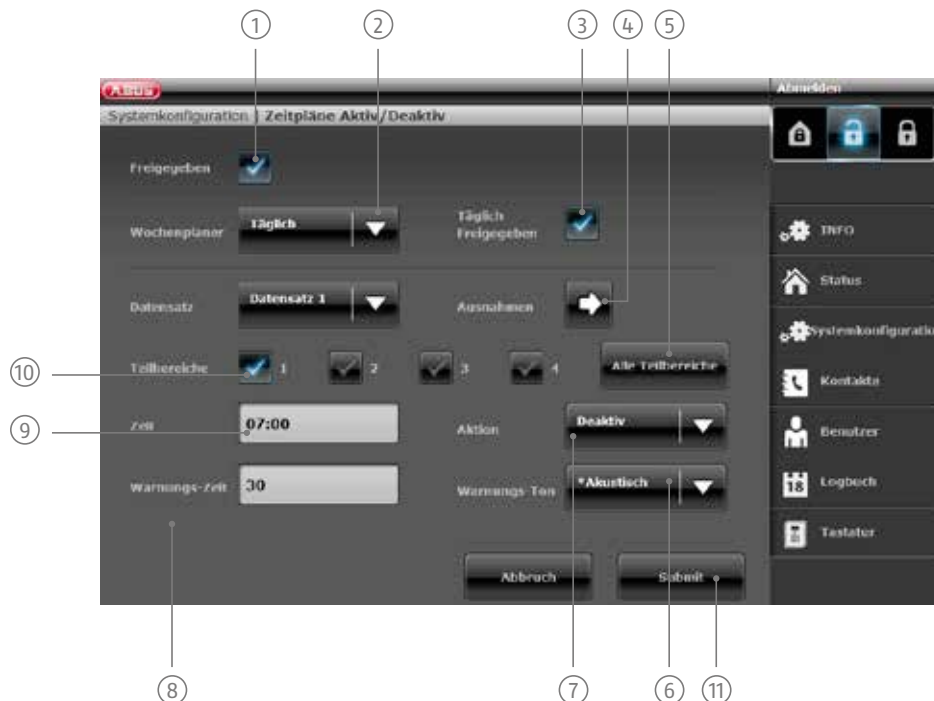 1 2 3 4 5
ABUS
Abmelden
Systemkonfiguration | Zeitpläne Aktiv/Deaktiv
Freigegeben
Wochenplaner Täglich Täglich Freigegeben
Datensatz Datensatz 1 Ausnahmen
Teilbereiche 1 2 3 4 Alle Teilbereiche
Zeit 07:00 Aktion Deaktiv
Warnungs-Zeit 30 Warnungs-Ton *Akustisch
Abbruch Submit
INFO
Status
Systemkonfiguratio
Kontakte
Benutzer
18 Logbuch
Tastatur
10
9
8 7 6 11